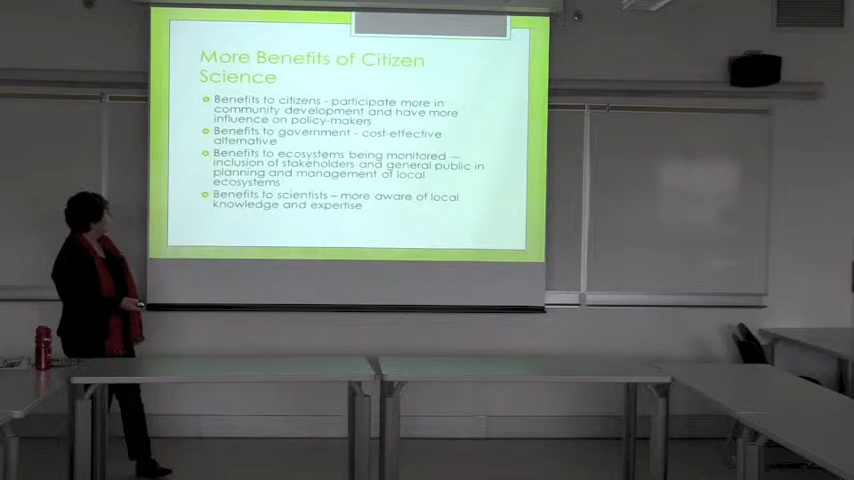 More Benefits of Citizen
Science
Benefits to citizens - participate more in
community development and have more
influence on policy-makers
Benefits to government - cost-effective
alternative
Benefits to ecosystems being monitored —
inclusion of stakeholders and general public in
planning and management of local
ecosystems
Benefits to scientists – more aware of local
knowledge and expertise